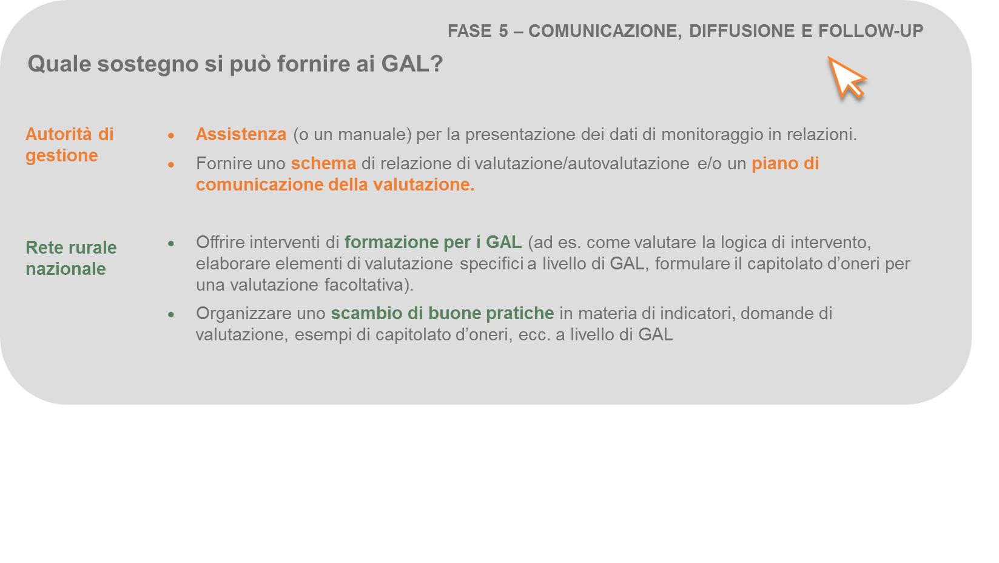 FASE 5 – COMUNICAZIONE, DIFFUSIONE E FOLLOW-UP
Quale sostegno si può fornire ai GAL?
Autorità di
gestione
• Assistenza (o un manuale) per la presentazione dei dati di monitoraggio in relazioni.
• Fornire uno schema di relazione di valutazione/autovalutazione e/o un piano di
comunicazione della valutazione.
Rete rurale
nazionale
• Offrire interventi di formazione per i GAL (ad es. come valutare la logica di intervento,
elaborare elementi di valutazione specifici a livello di GAL, formulare il capitolato d’oneri per
una valutazione facoltativa).
• Organizzare uno scambio di buone pratiche in materia di indicatori, domande di
valutazione, esempi di capitolato d’oneri, ecc. a livello di GAL